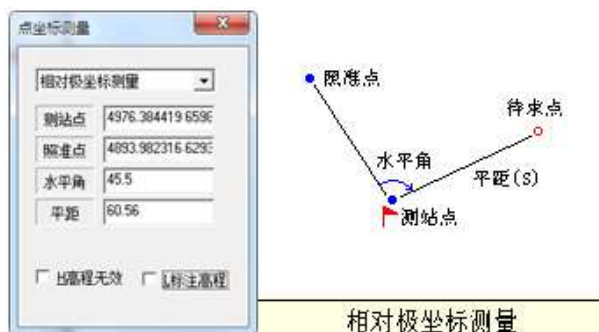 点坐标测量
相对极坐标测量
测站点 4976.384419.6598
照准点 4893.982316.6293
水平角 45.5
平距 60.56
H高程无效 L标注高程
照准点
待求点
水平角
平距(S)
测站点
相对极坐标测量